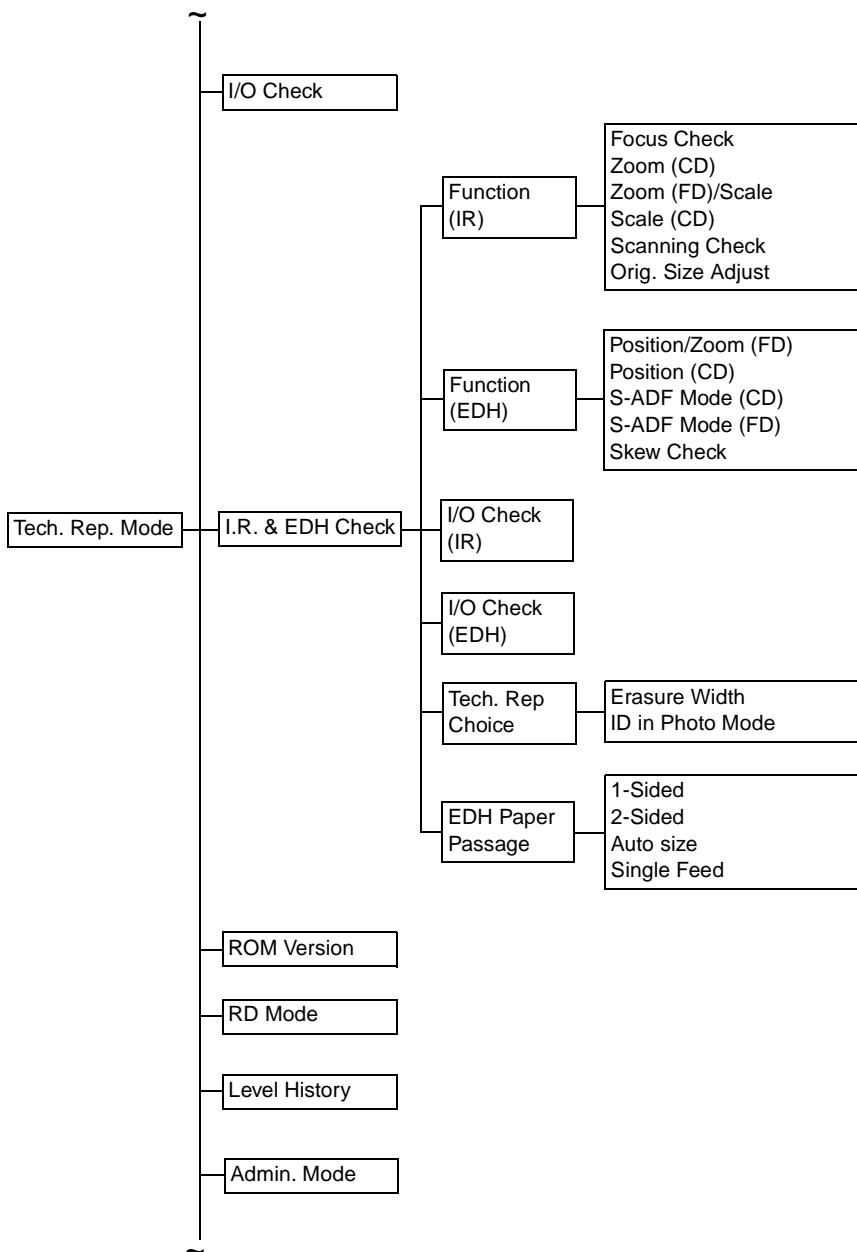 ~
I/O Check
Focus Check
Zoom (CD)
Zoom (FD)/Scale
Scale (CD)
Scanning Check
Orig. Size Adjust
Function
(IR)
Position/Zoom (FD)
Position (CD)
S-ADF Mode (CD)
S-ADF Mode (FD)
Skew Check
Function
(EDH)
Tech. Rep. Mode
I.R. & EDH Check
I/O Check
(IR)
I/O Check
(EDH)
Tech. Rep
Choice
Erasure Width
ID in Photo Mode
EDH Paper
Passage
1-Sided
2-Sided
Auto size
Single Feed
ROM Version
RD Mode
Level History
Admin. Mode
~